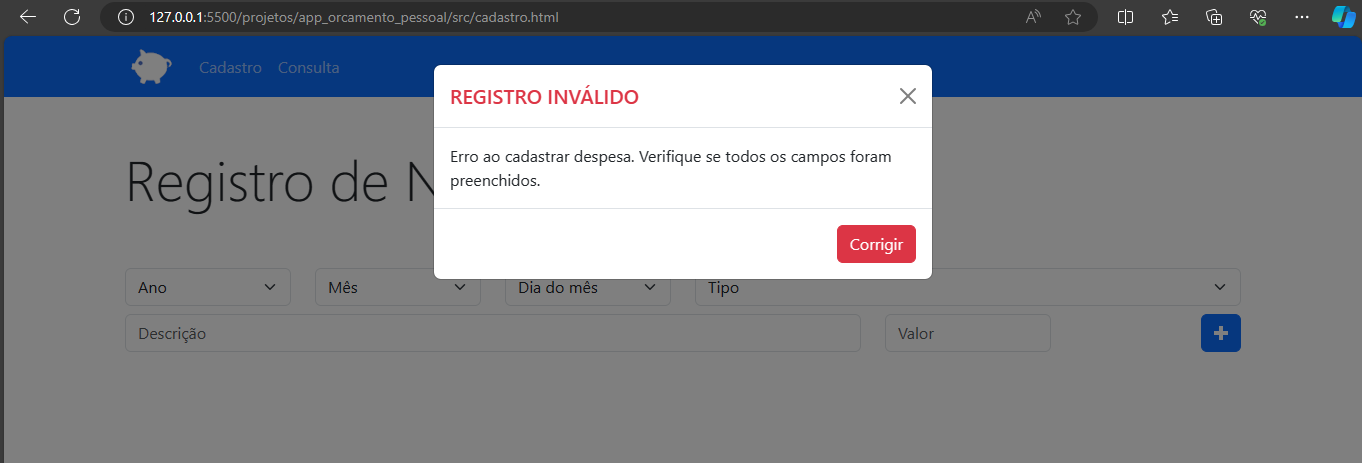 127.0.0.1:5500/projetos/app_orcamento_pessoal/src/cadastro.html
Cadastro Consulta
REGISTRO INVÁLIDO
Erro ao cadastrar despesa. Verifique se todos os campos foram
preenchidos.
Corrigir
Registro de N
Ano Mês Dia do mês Tipo
Descrição Valor